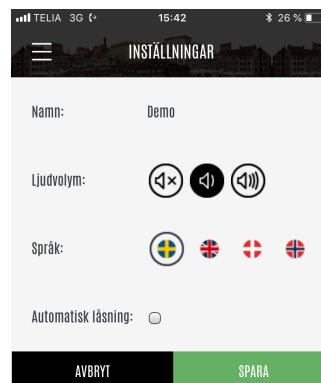 TELIA 3G 15:42 26 %
INSTÄLLNINGAR
Namn: Demo
Ljudvolym:
Språk:
Automatisk låsning:
AVBRYT SPARA